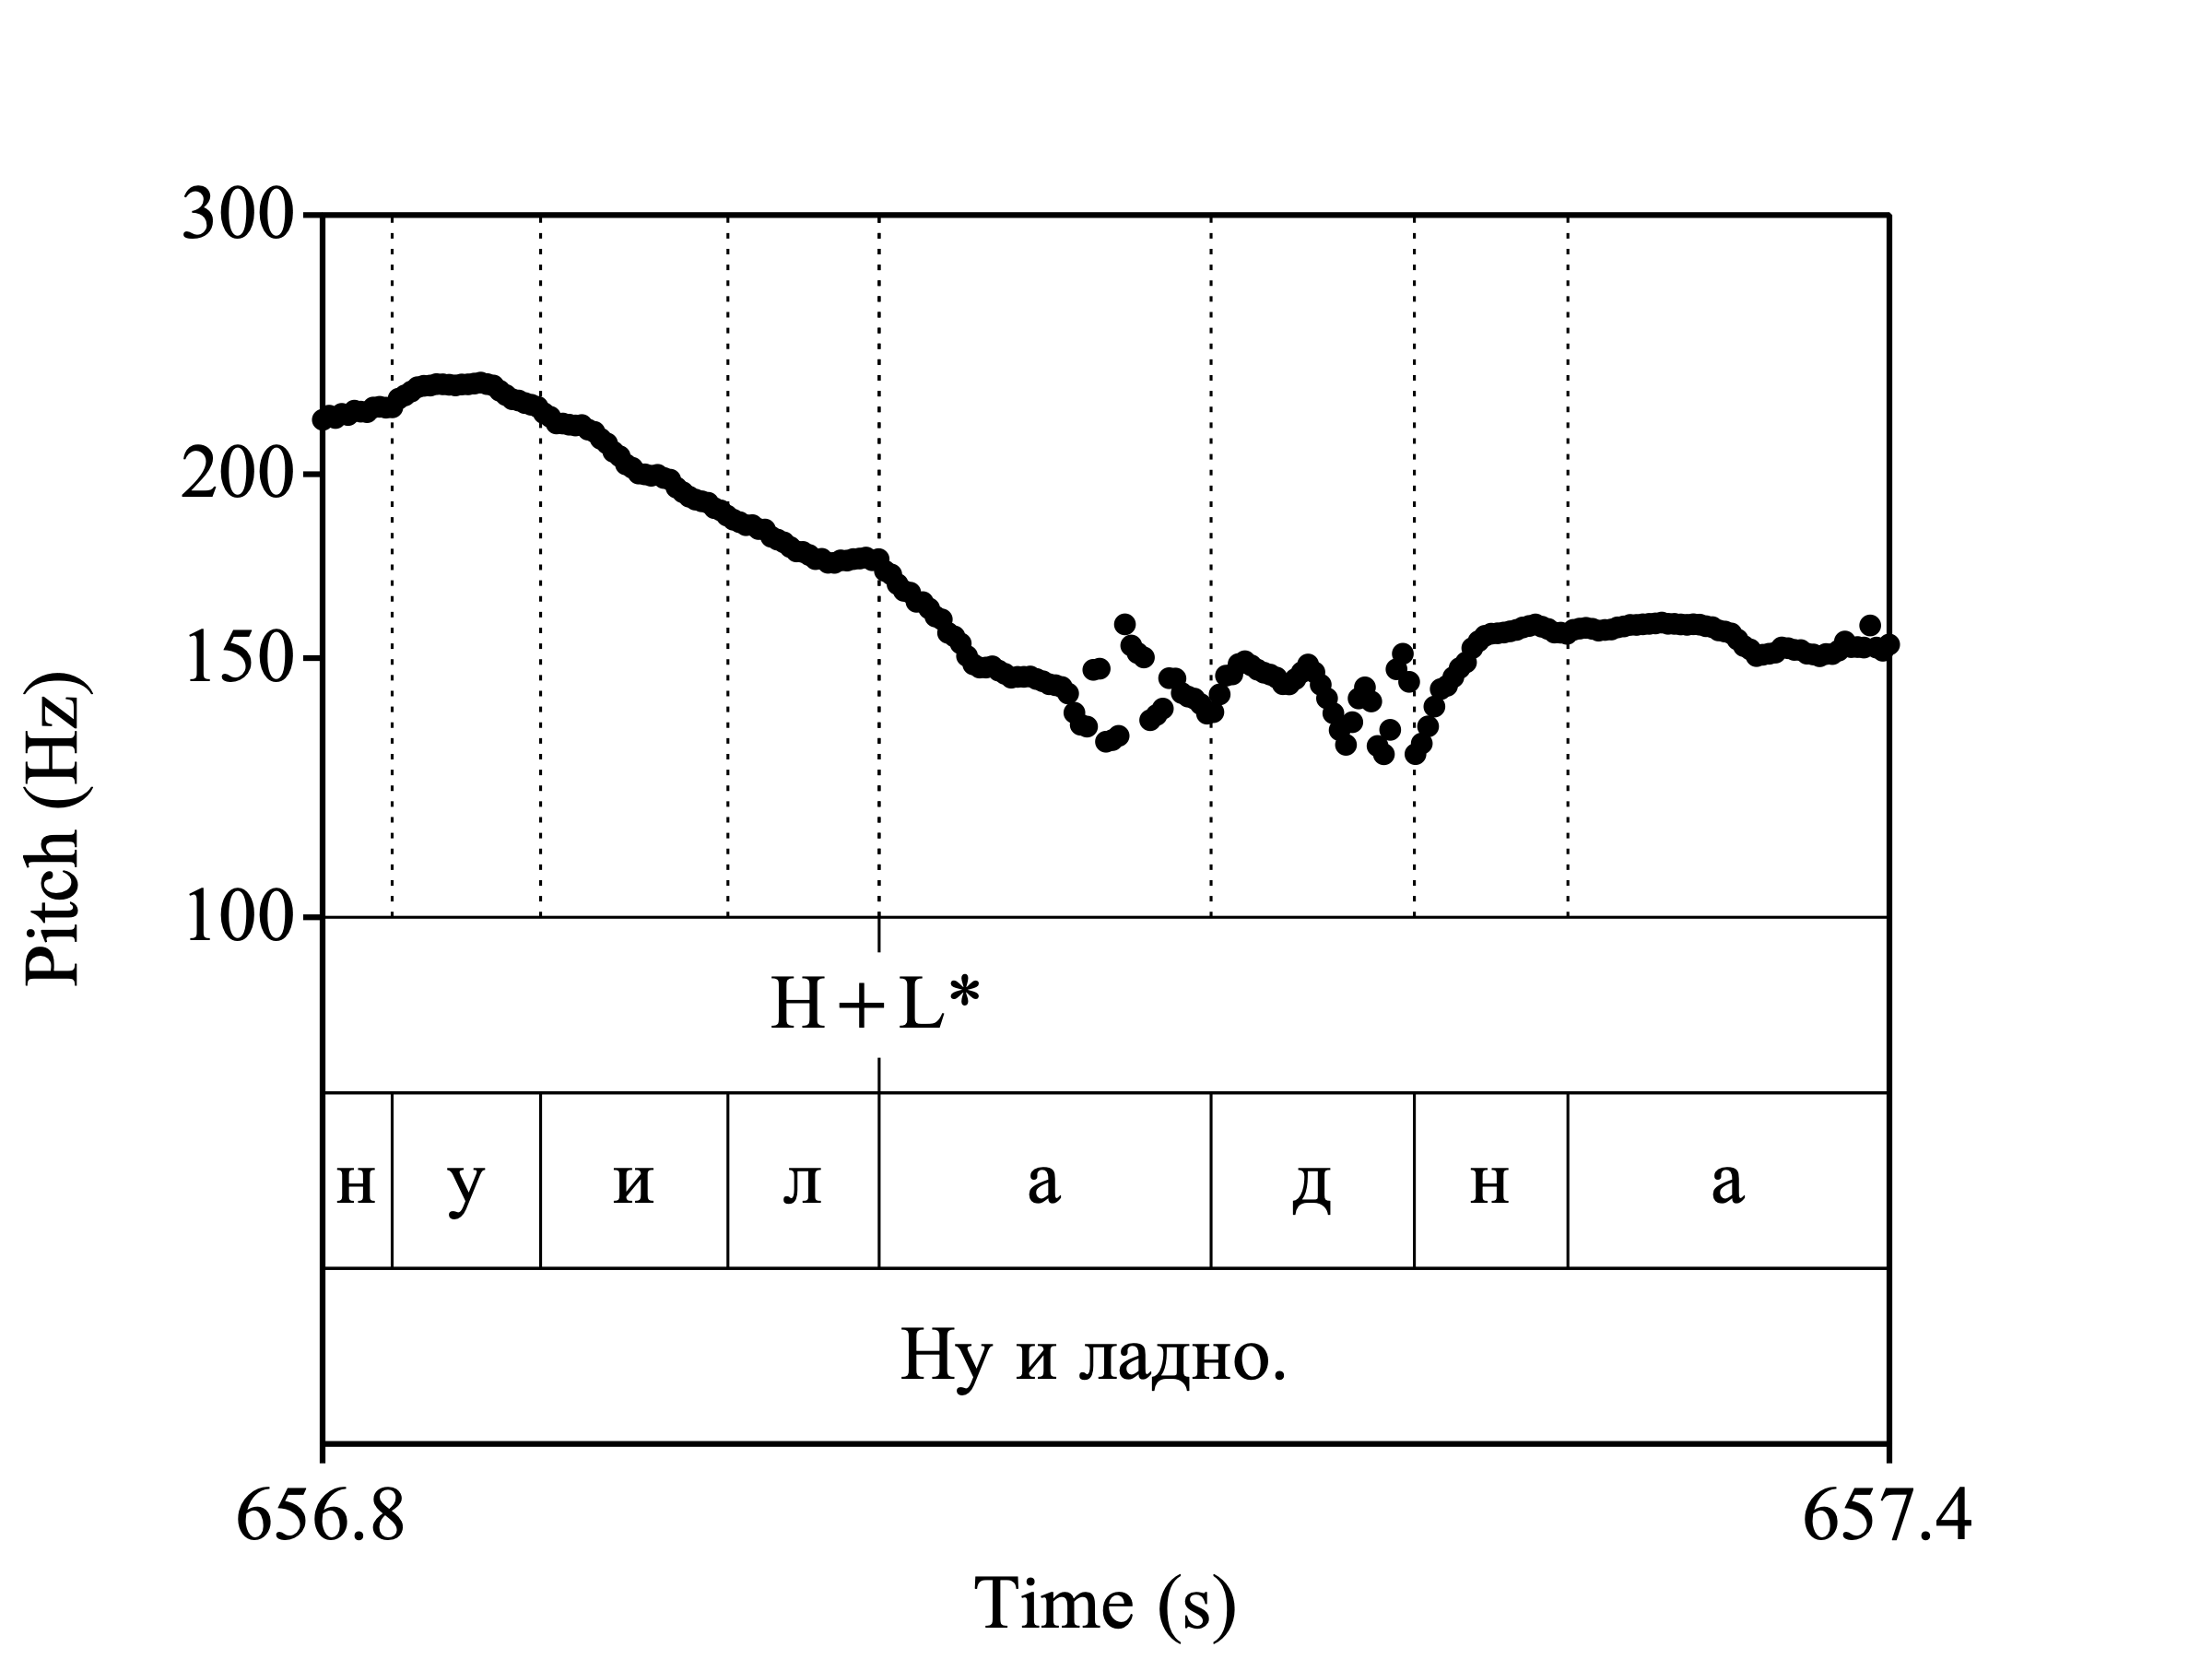 300
200
150
100
Pitch (Hz)
H+L*
н у и л а д н а
Ну и ладно.
656.8 657.4
Time (s)